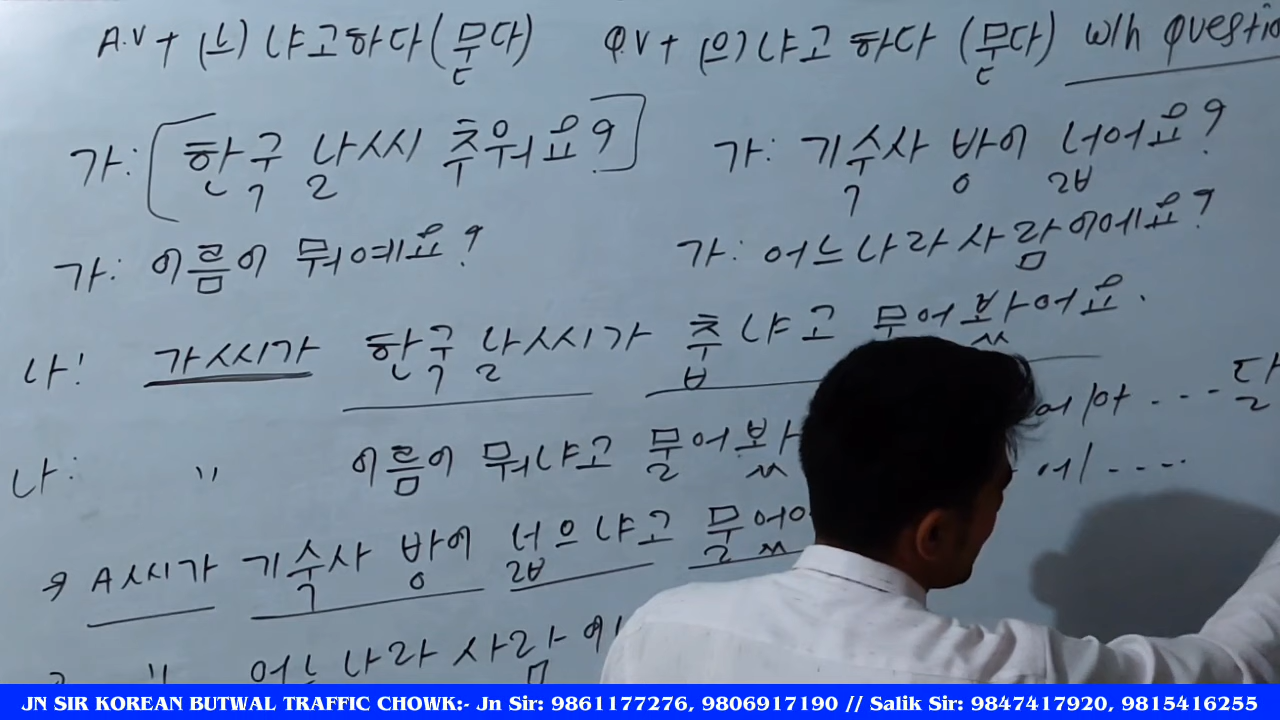 A.V + (느)냐고하다(묻다) Q.V + (으)냐고 하다 (묻다) wh Questio
가: [한국 날씨 추워요?] 가: 기숙사 방이 넓어요?
가: 이름이 뭐예요? 가: 어느나라 사람이에요?
나: 가씨가 한국 날씨가 춥냐고 물어봤어요.
어/아 ... 달
나: " 이름이 뭐냐고 물어봤
에/ ....
A씨가 기숙사 방이 넓으냐고 물었어
" 어느나라 사람이
JN SIR KOREAN BUTWAL TRAFFIC CHOWK:- Jn Sir: 9861177276, 9806917190 // Salik Sir: 9847417920, 9815416255